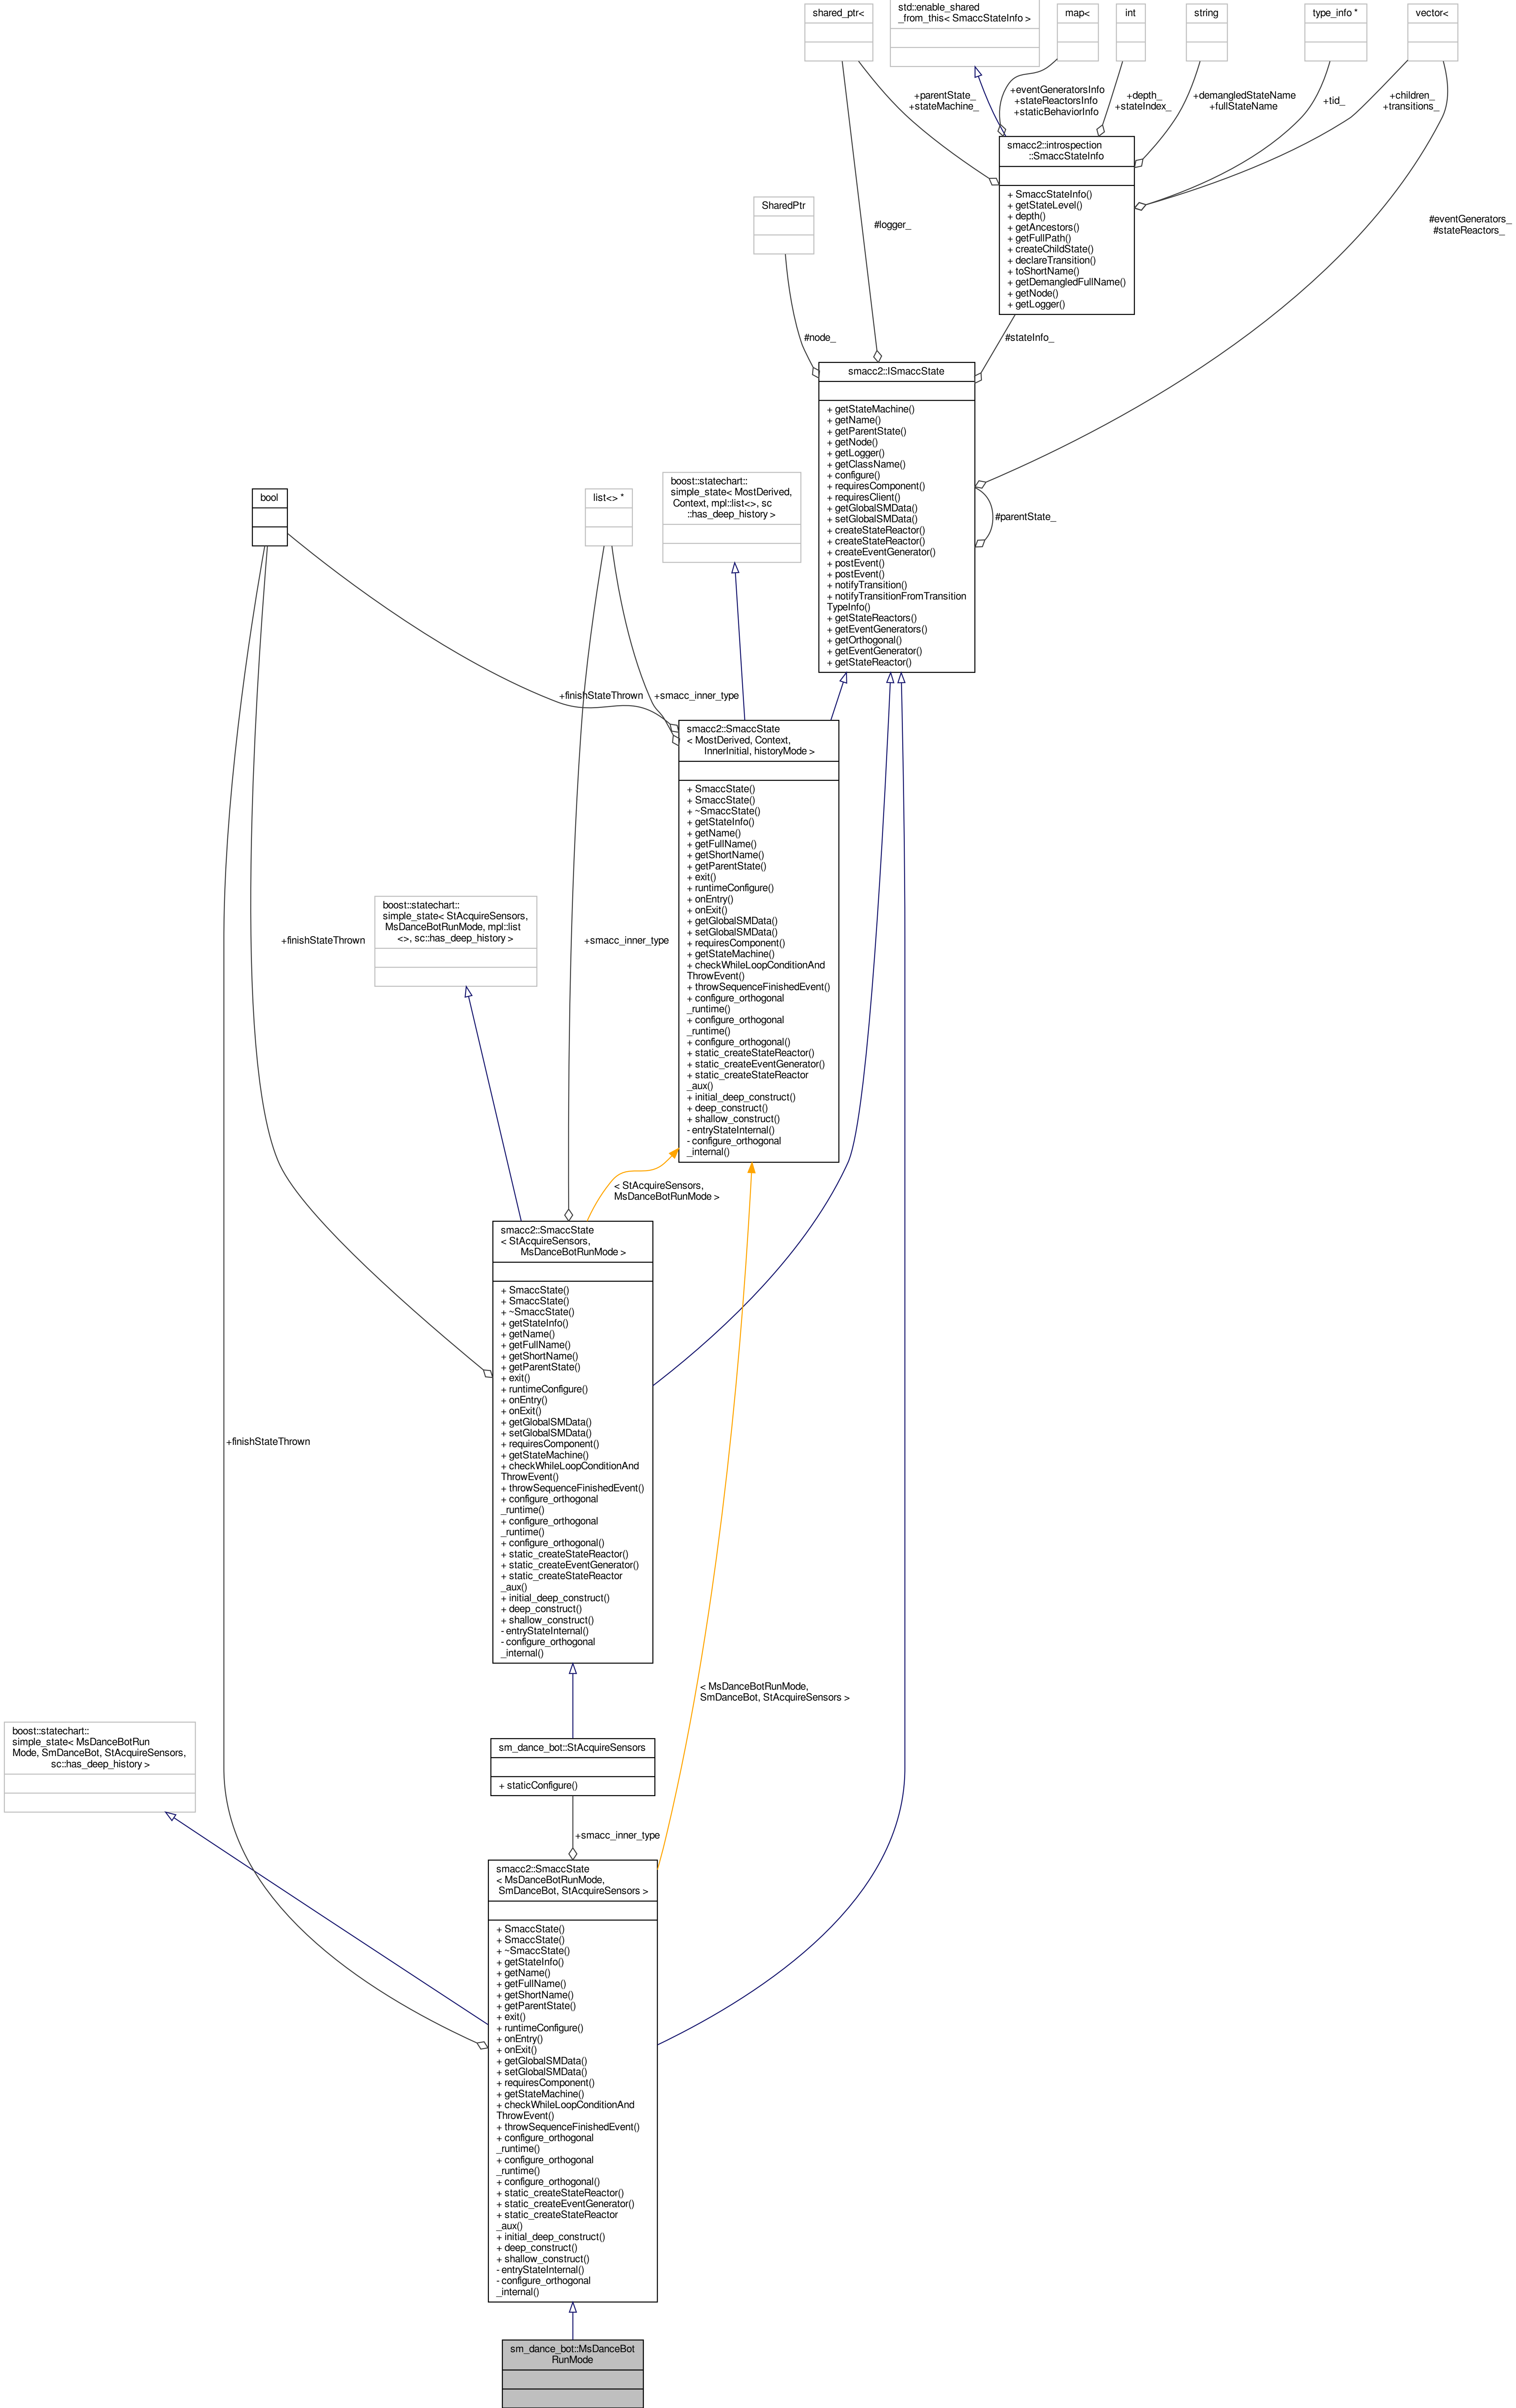 shared_ptr<
std::enable_shared
_from_this< SmaccStateInfo >
map<
int
string
type_info *
vector<
+parentState_
+stateMachine_
+eventGeneratorsInfo
+stateReactorsInfo
+staticBehaviorInfo
+depth_
+stateIndex_
+demangledStateName
+fullStateName
+tid_
+children_
+transitions_
smacc2::introspection
::SmaccStateInfo
+ SmaccStateInfo()
+ getStateLevel()
+ depth()
+ getAncestors()
+ getFullPath()
+ createChildState()
+ declareTransition()
+ toShortName()
+ getDemangledFullName()
+ getNode()
+ getLogger()
SharedPtr
#logger_
#eventGenerators_
#stateReactors_
#node_
#stateInfo_
smacc2::ISmaccState
+ getStateMachine()
+ getName()
+ getParentState()
+ getNode()
+ getLogger()
+ getClassName()
+ configure()
+ requiresComponent()
+ requiresClient()
+ getGlobalSMData()
+ setGlobalSMData()
+ createStateReactor()
+ createStateReactor()
+ createEventGenerator()
+ postEvent()
+ postEvent()
+ notifyTransition()
+ notifyTransitionFromTransition
TypeInfo()
+ getStateReactors()
+ getEventGenerators()
+ getOrthogonal()
+ getEventGenerator()
+ getStateReactor()
#parentState_
bool
list<> *
boost::statechart::
simple_state< MostDerived,
Context, mpl::list<>, sc
::has_deep_history >
+finishStateThrown
+smacc_inner_type
smacc2::SmaccState
< MostDerived, Context,
InnerInitial, historyMode >
+ SmaccState()
+ SmaccState()
+ ~SmaccState()
+ getStateInfo()
+ getName()
+ getFullName()
+ getShortName()
+ getParentState()
+ exit()
+ runtimeConfigure()
+ onEntry()
+ onExit()
+ getGlobalSMData()
+ setGlobalSMData()
+ requiresComponent()
+ getStateMachine()
+ checkWhileLoopConditionAnd
ThrowEvent()
+ throwSequenceFinishedEvent()
+ configure_orthogonal
_runtime()
+ configure_orthogonal
_runtime()
+ configure_orthogonal()
+ static_createStateReactor()
+ static_createEventGenerator()
+ static_createStateReactor
_aux()
+ initial_deep_construct()
+ deep_construct()
+ shallow_construct()
- entryStateInternal()
- configure_orthogonal
_internal()
boost::statechart::
simple_state< StAcquireSensors,
MsDanceBotRunMode, mpl::list
<>, sc::has_deep_history >
+finishStateThrown
+smacc_inner_type
< StAcquireSensors,
MsDanceBotRunMode >
smacc2::SmaccState
< StAcquireSensors,
MsDanceBotRunMode >
+ SmaccState()
+ SmaccState()
+ ~SmaccState()
+ getStateInfo()
+ getName()
+ getFullName()
+ getShortName()
+ getParentState()
+ exit()
+ runtimeConfigure()
+ onEntry()
+ onExit()
+ getGlobalSMData()
+ setGlobalSMData()
+ requiresComponent()
+ getStateMachine()
+ checkWhileLoopConditionAnd
ThrowEvent()
+ throwSequenceFinishedEvent()
+ configure_orthogonal
_runtime()
+ configure_orthogonal
_runtime()
+ configure_orthogonal()
+ static_createStateReactor()
+ static_createEventGenerator()
+ static_createStateReactor
_aux()
+ initial_deep_construct()
+ deep_construct()
+ shallow_construct()
- entryStateInternal()
- configure_orthogonal
_internal()
+finishStateThrown
< MsDanceBotRunMode,
SmDanceBot, StAcquireSensors >
boost::statechart::
simple_state< MsDanceBotRun
Mode, SmDanceBot, StAcquireSensors,
sc::has_deep_history >
sm_dance_bot::StAcquireSensors
+ staticConfigure()
+smacc_inner_type
smacc2::SmaccState
< MsDanceBotRunMode,
SmDanceBot, StAcquireSensors >
+ SmaccState()
+ SmaccState()
+ ~SmaccState()
+ getStateInfo()
+ getName()
+ getFullName()
+ getShortName()
+ getParentState()
+ exit()
+ runtimeConfigure()
+ onEntry()
+ onExit()
+ getGlobalSMData()
+ setGlobalSMData()
+ requiresComponent()
+ getStateMachine()
+ checkWhileLoopConditionAnd
ThrowEvent()
+ throwSequenceFinishedEvent()
+ configure_orthogonal
_runtime()
+ configure_orthogonal
_runtime()
+ configure_orthogonal()
+ static_createStateReactor()
+ static_createEventGenerator()
+ static_createStateReactor
_aux()
+ initial_deep_construct()
+ deep_construct()
+ shallow_construct()
- entryStateInternal()
- configure_orthogonal
_internal()
sm_dance_bot::MsDanceBot
RunMode